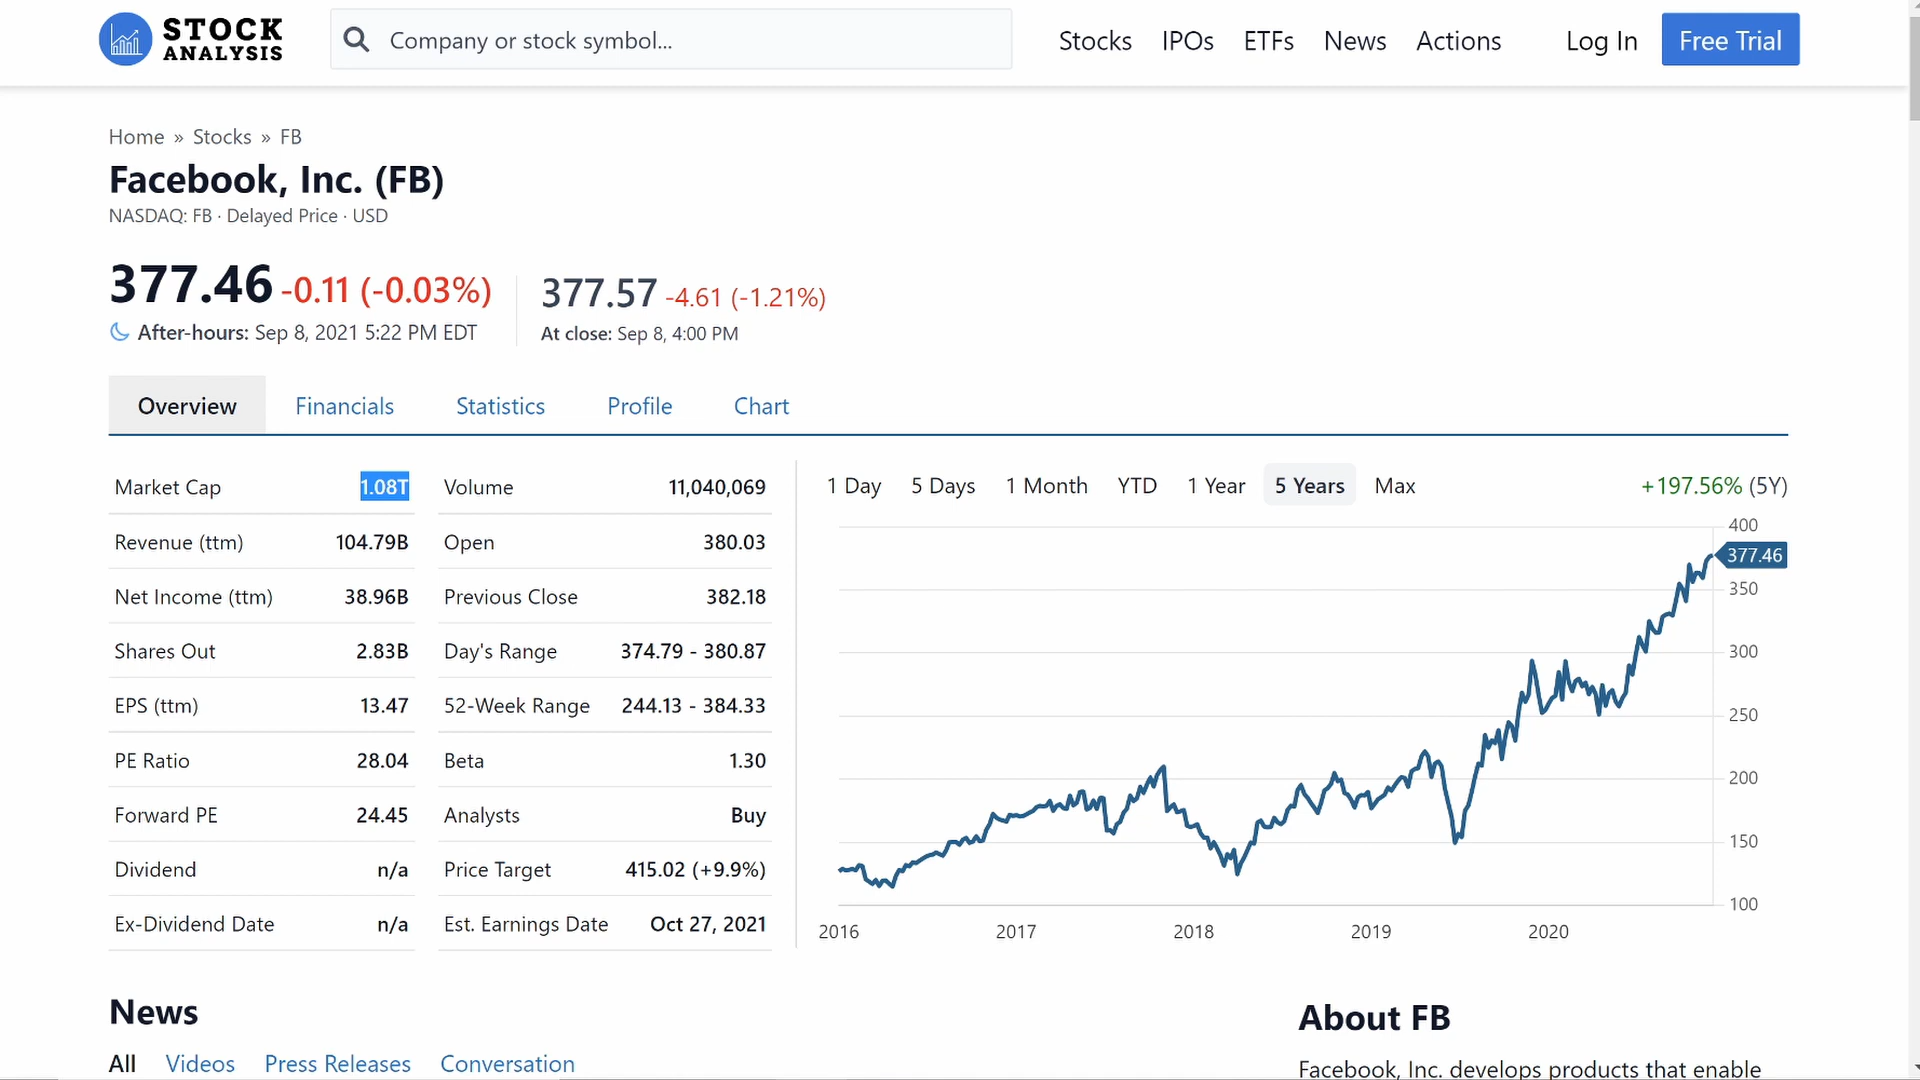 STOCK
ANALYSIS
Company or stock symbol...
Stocks IPOs ETFs News Actions Log In Free Trial
Home » Stocks » FB
Facebook, Inc. (FB)
NASDAQ: FB · Delayed Price · USD
377.46 -0.11 (-0.03%) 377.57 -4.61 (-1.21%)
After-hours: Sep 8, 2021 5:22 PM EDT At close: Sep 8, 4:00 PM
Overview Financials Statistics Profile Chart
Market Cap 1.08T
Revenue (ttm) 104.79B
Net Income (ttm) 38.96B
Shares Out 2.83B
EPS (ttm) 13.47
PE Ratio 28.04
Forward PE 24.45
Dividend n/a
Ex-Dividend Date n/a
Volume 11,040,069
Open 380.03
Previous Close 382.18
Day's Range 374.79 - 380.87
52-Week Range 244.13 - 384.33
Beta 1.30
Analysts Buy
Price Target 415.02 (+9.9%)
Est. Earnings Date Oct 27, 2021
1 Day 5 Days 1 Month YTD 1 Year 5 Years Max +197.56% (5Y)
400
377.46
350
300
250
200
150
100
2016 2017 2018 2019 2020
News
All Videos Press Releases Conversation
About FB
Facebook, Inc. develops products that enable